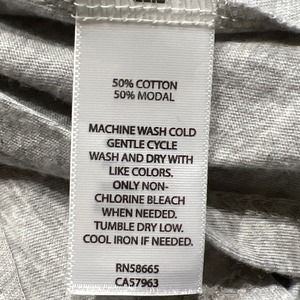 50% COTTON
50% MODAL
MACHINE WASH COLD
GENTLE CYCLE
WASH AND DRY WITH
LIKE COLORS.
ONLY NON-
CHLORINE BLEACH
WHEN NEEDED.
TUMBLE DRY LOW.
COOL IRON IF NEEDED.
RN58665
CA57963